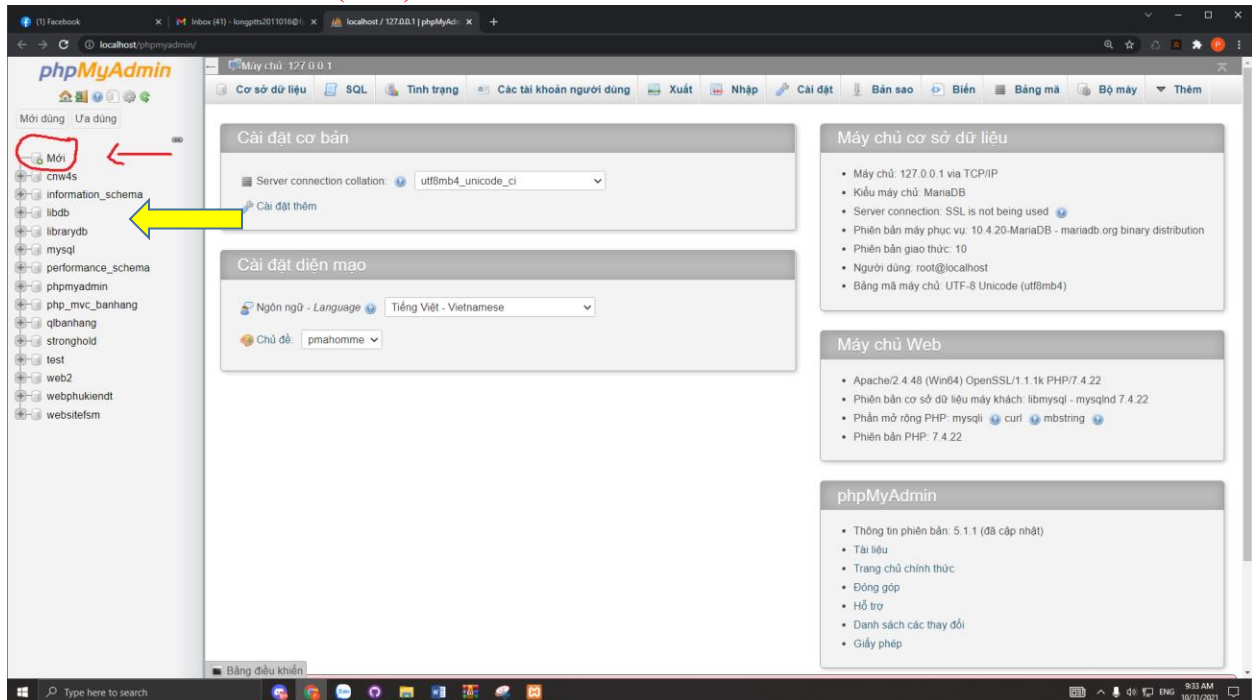 (1) Facebook
Inbox (41) - longptts2011016@
localhost / 127.0.0.1 | phpMyAdm
localhost/phpmyadmin/
phpMyAdmin
Mới dùng Ưa dùng
Mới
cnw4s
information_schema
libdb
librarydb
mysql
performance_schema
phpmyadmin
php_mvc_banhang
qlbanhang
stronghold
test
web2
webphukiendt
websitefsm
Máy chủ: 127.0.0.1
Cơ sở dữ liệu SQL Tình trạng Các tài khoản người dùng Xuất Nhập Cài đặt Bản sao Biến Bảng mã Bộ máy Thêm
Cài đặt cơ bản
Server connection collation: utf8mb4_unicode_ci
Cài đặt thêm
Cài đặt diện mạo
Ngôn ngữ - Language Tiếng Việt - Vietnamese
Chủ đề: pmahomme
Máy chủ cơ sở dữ liệu
Máy chủ: 127.0.0.1 via TCP/IP
Kiểu máy chủ: MariaDB
Server connection: SSL is not being used
Phiên bản máy phục vụ: 10.4.20-MariaDB - mariadb.org binary distribution
Phiên bản giao thức: 10
Người dùng: root@localhost
Bảng mã máy chủ: UTF-8 Unicode (utf8mb4)
Máy chủ Web
Apache/2.4.48 (Win64) OpenSSL/1.1.1k PHP/7.4.22
Phiên bản cơ sở dữ liệu máy khách: libmysql - mysqlnd 7.4.22
Phần mở rộng PHP: mysqli curl mbstring
Phiên bản PHP: 7.4.22
phpMyAdmin
Thông tin phiên bản: 5.1.1 (đã cập nhật)
Tài liệu
Trang chủ chính thức
Đóng góp
Hỗ trợ
Danh sách các thay đổi
Giấy phép
Bảng điều khiển
Type here to search
ENG
9:33 AM
10/31/2021